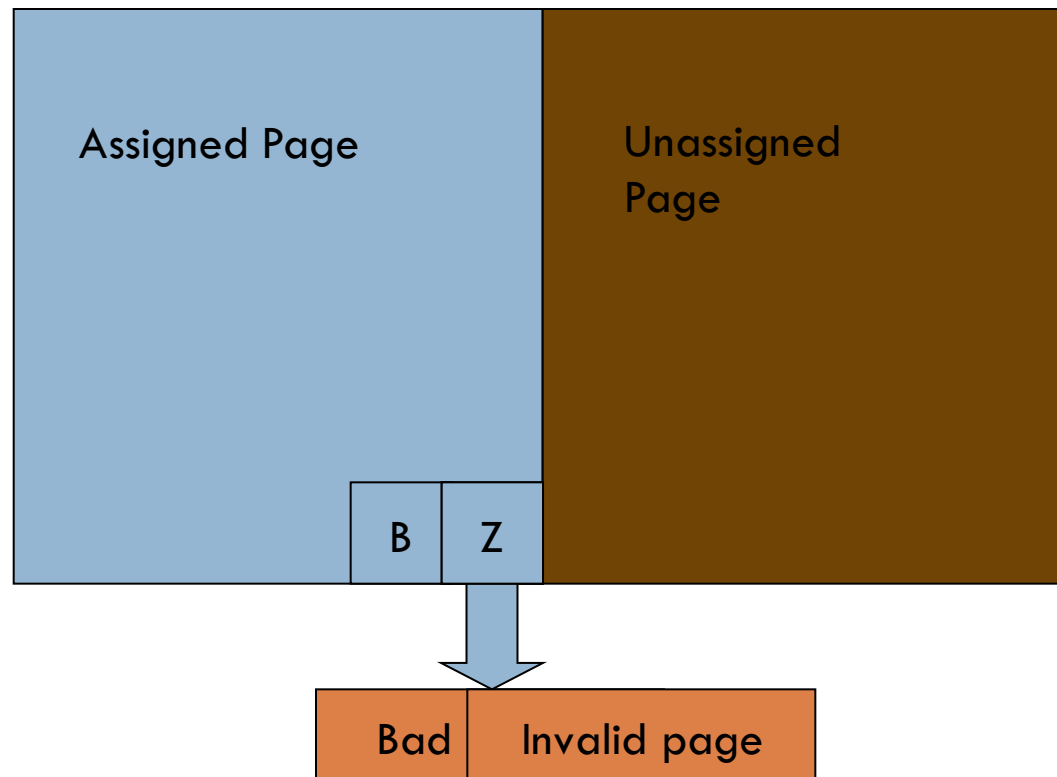 Assigned Page
Unassigned
Page
B
Z
Bad
Invalid page